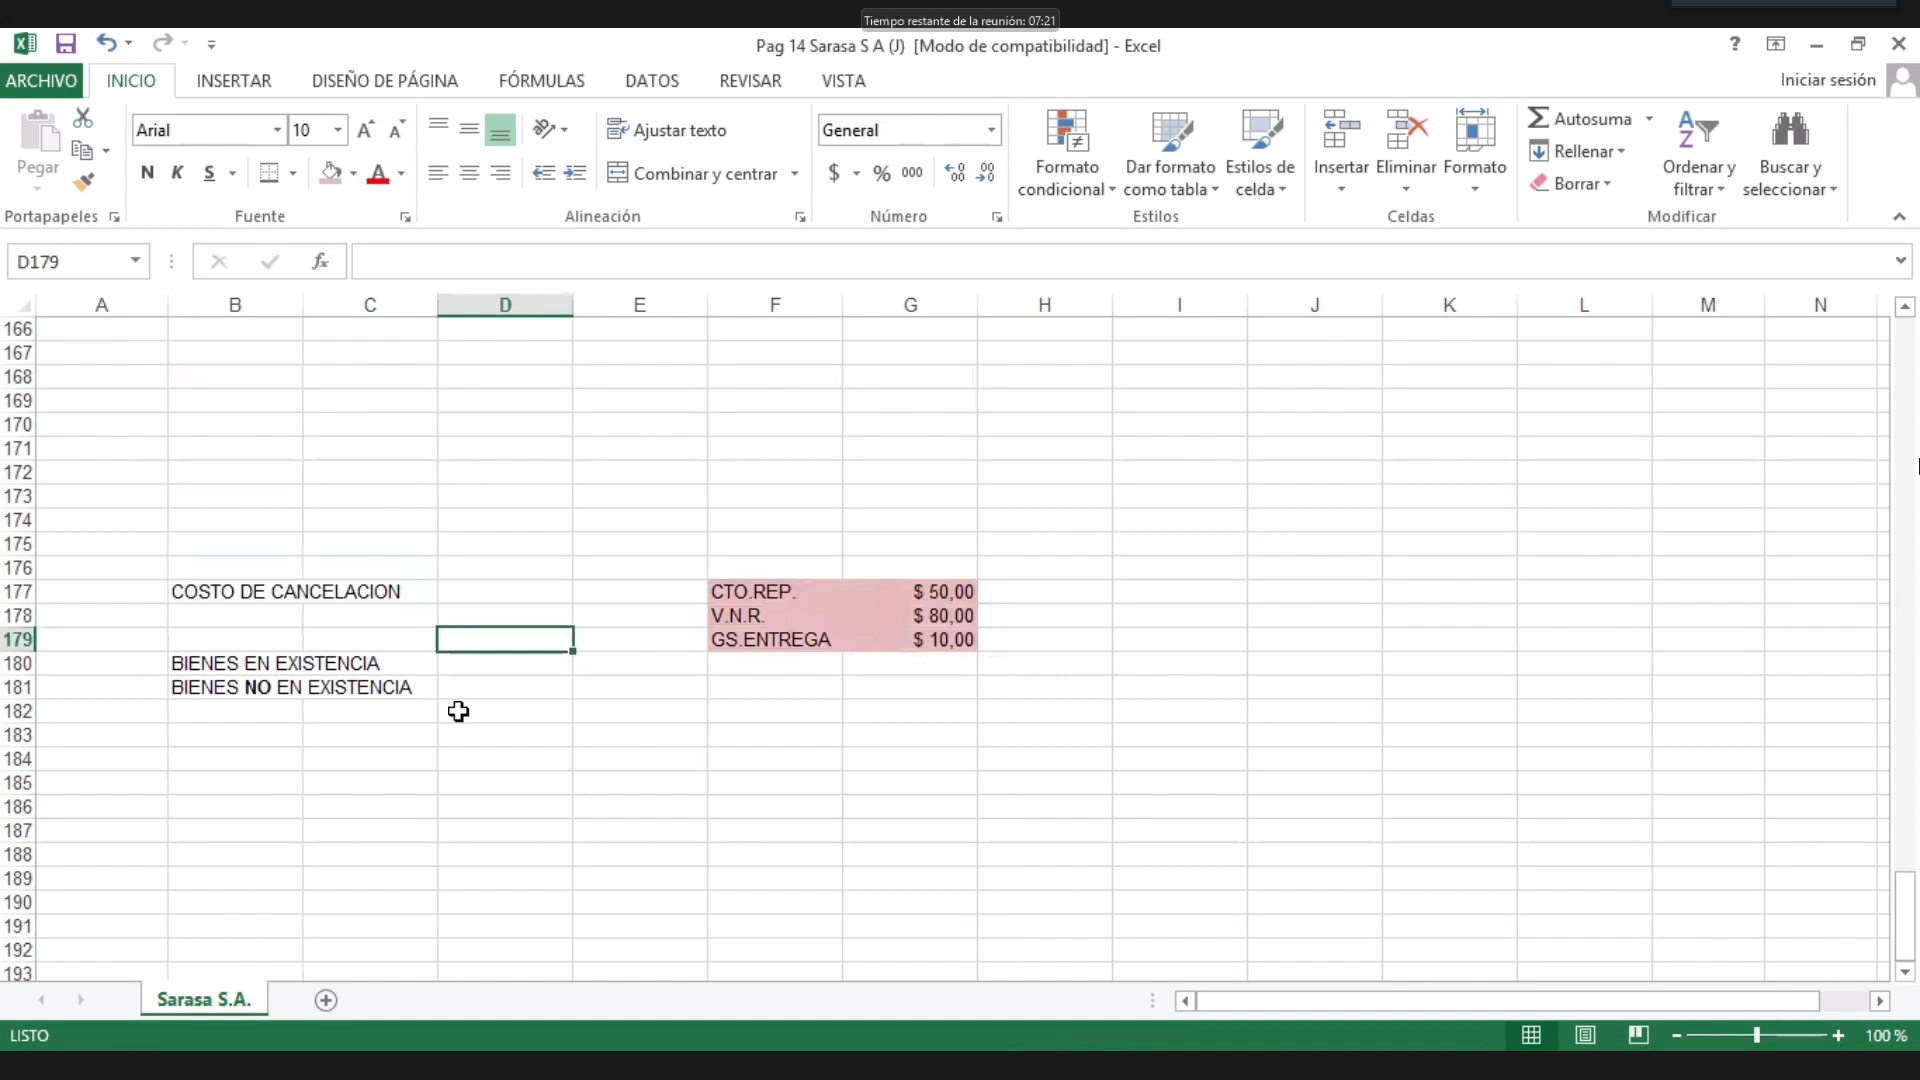 Tiempo restante de la reunión: 07:21
Pag 14 Sarasa S A (J)  [Modo de compatibilidad] - Excel
?
ARCHIVO INICIO INSERTAR DISEÑO DE PÁGINA FÓRMULAS DATOS REVISAR VISTA Iniciar sesión
Pegar
Arial 10
N K S
Ajustar texto
Combinar y centrar
General
$ % 000
Formato condicional
Dar formato como tabla
Estilos de celda
Insertar
Eliminar
Formato
Autosuma
Rellenar
Borrar
Ordenar y filtrar
Buscar y seleccionar
Portapapeles Fuente Alineación Número Estilos Celdas Modificar
D179 fx
A B C D E F G H I J K L M N
166
167
168
169
170
171
172
173
174
175
176
177 COSTO DE CANCELACION CTO.REP. $ 50,00
178 V.N.R. $ 80,00
179 GS.ENTREGA $ 10,00
180 BIENES EN EXISTENCIA
181 BIENES NO EN EXISTENCIA
182
183
184
185
186
187
188
189
190
191
192
193
Sarasa S.A.
LISTO 100 %